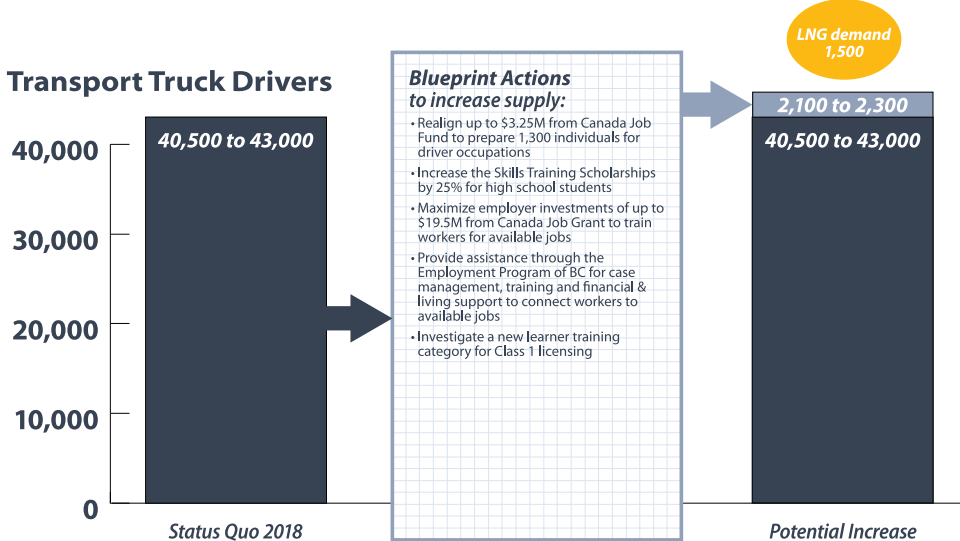 Transport Truck Drivers
40,000
30,000
20,000
10,000
0
40,500 to 43,000
Status Quo 2018
Blueprint Actions
to increase supply:
• Realign up to $3.25M from Canada Job
Fund to prepare 1,300 individuals for
driver occupations
• Increase the Skills Training Scholarships
by 25% for high school students
• Maximize employer investments of up to
$19.5M from Canada Job Grant to train
workers for available jobs
• Provide assistance through the
Employment Program of BC for case
management, training and financial &
living support to connect workers to
available jobs
• Investigate a new learner training
category for Class 1 licensing
LNG demand
1,500
2,100 to 2,300
40,500 to 43,000
Potential Increase